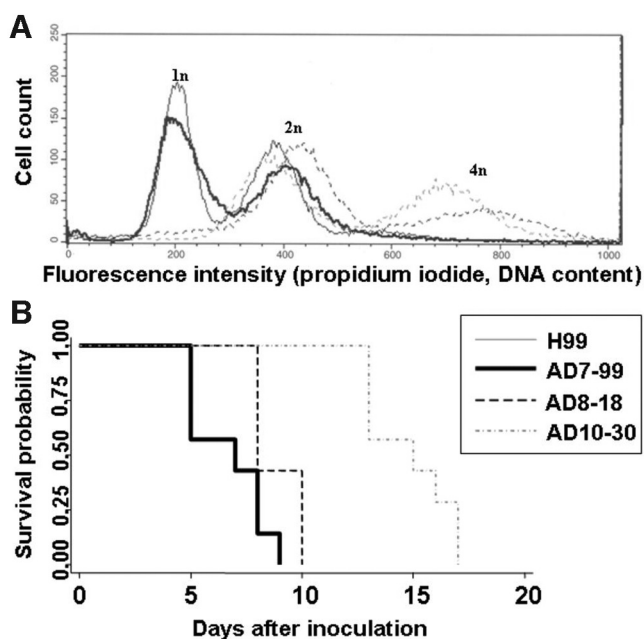 A
Cell count
250
200
150
100
50
0
1n
2n
4n
0 200 400 600 800 1000
Fluorescence intensity (propidium iodide, DNA content)
B
Survival probability
1.00
0.75
0.50
0.25
0.00
0 5 10 15 20
Days after inoculation
H99
AD7-99
AD8-18
AD10-30